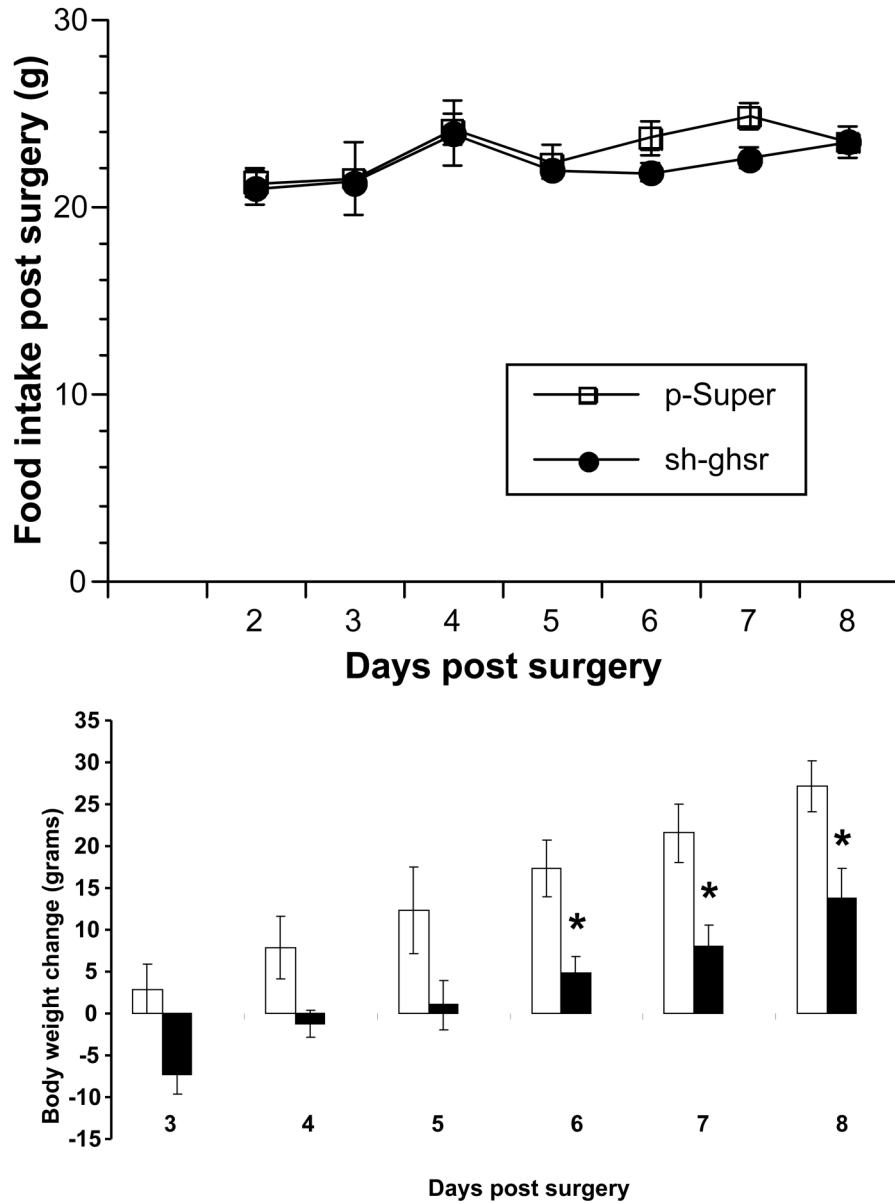 Food intake post surgery (g)
30
20
10
0
p-Super
sh-ghsr
2 3 4 5 6 7 8
Days post surgery
Body weight change (grams)
35
30
25
20
15
10
5
0
-5
-10
-15
* * *
3 4 5 6 7 8
Days post surgery